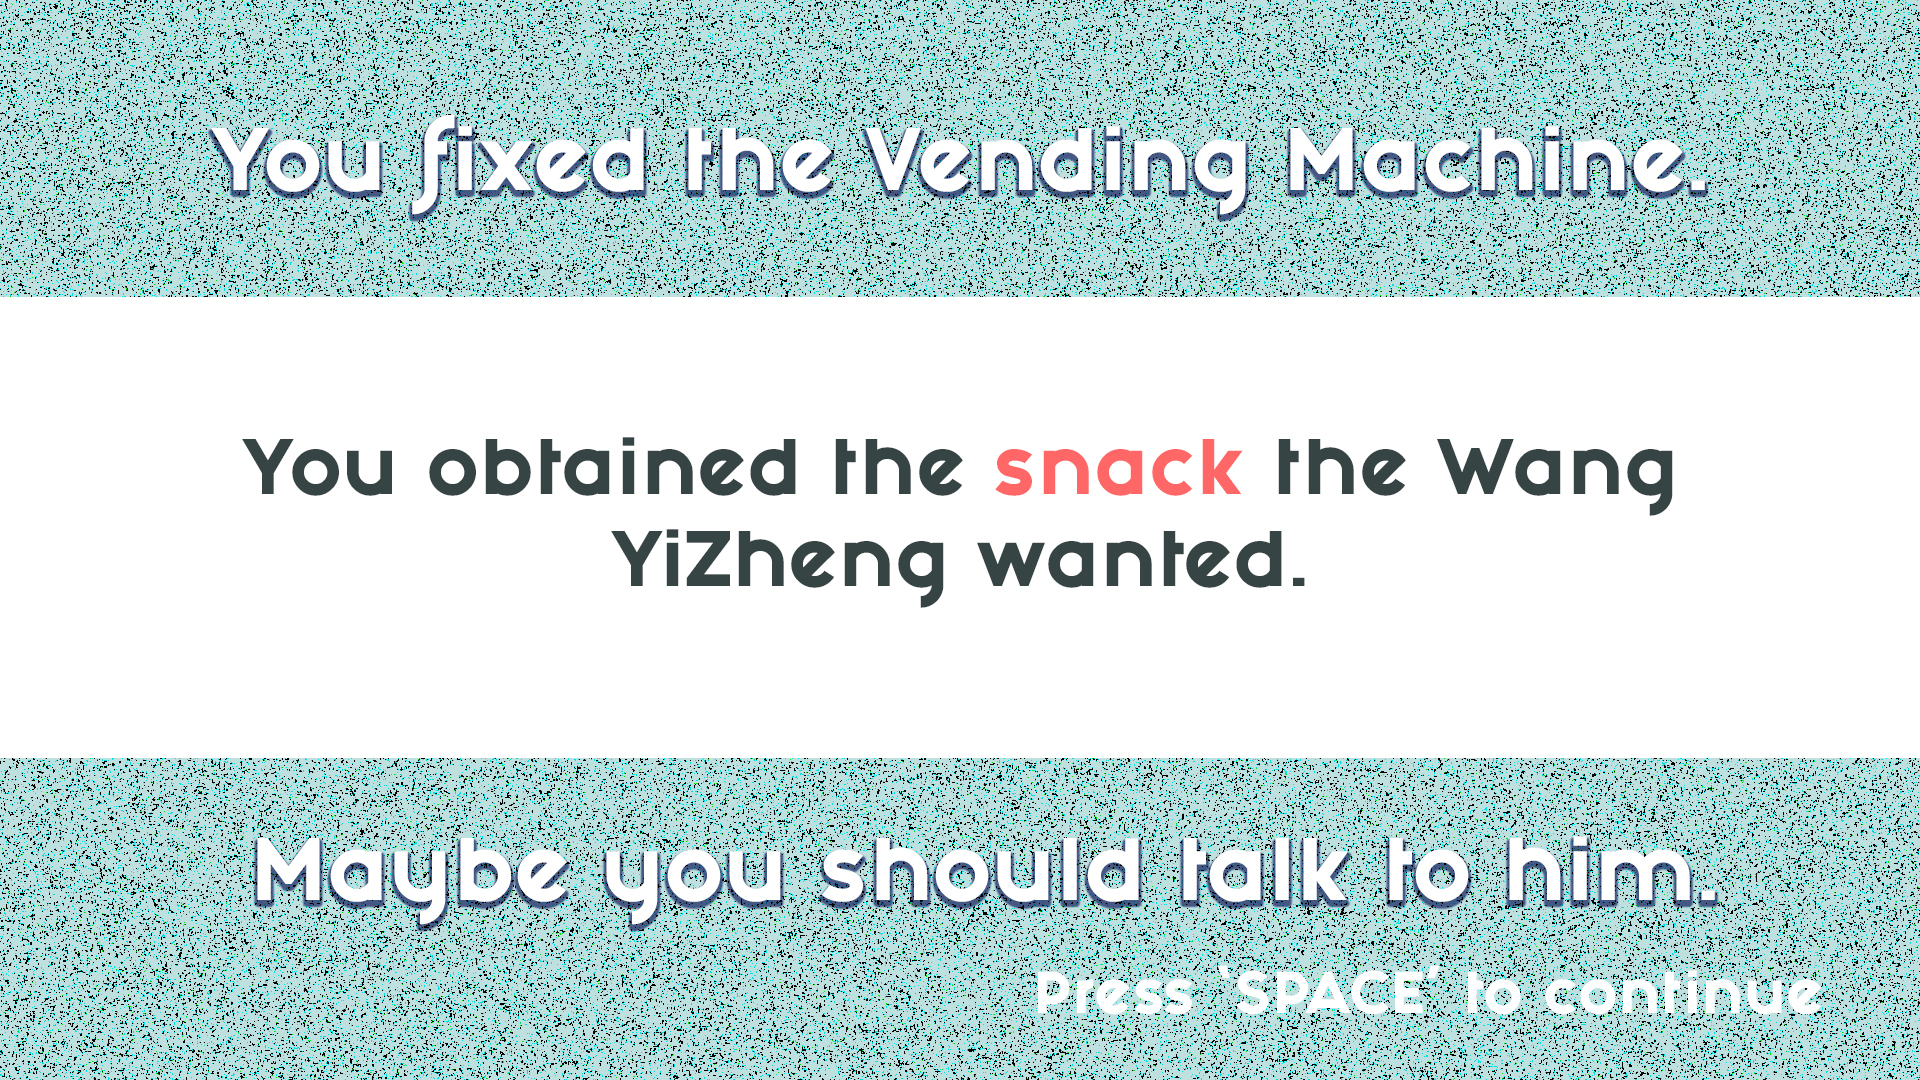 You fixed the Vending Machine.
You obtained the snack the Wang
YiZheng wanted.
Maybe you should talk to him.
Press 'SPACE' to continue